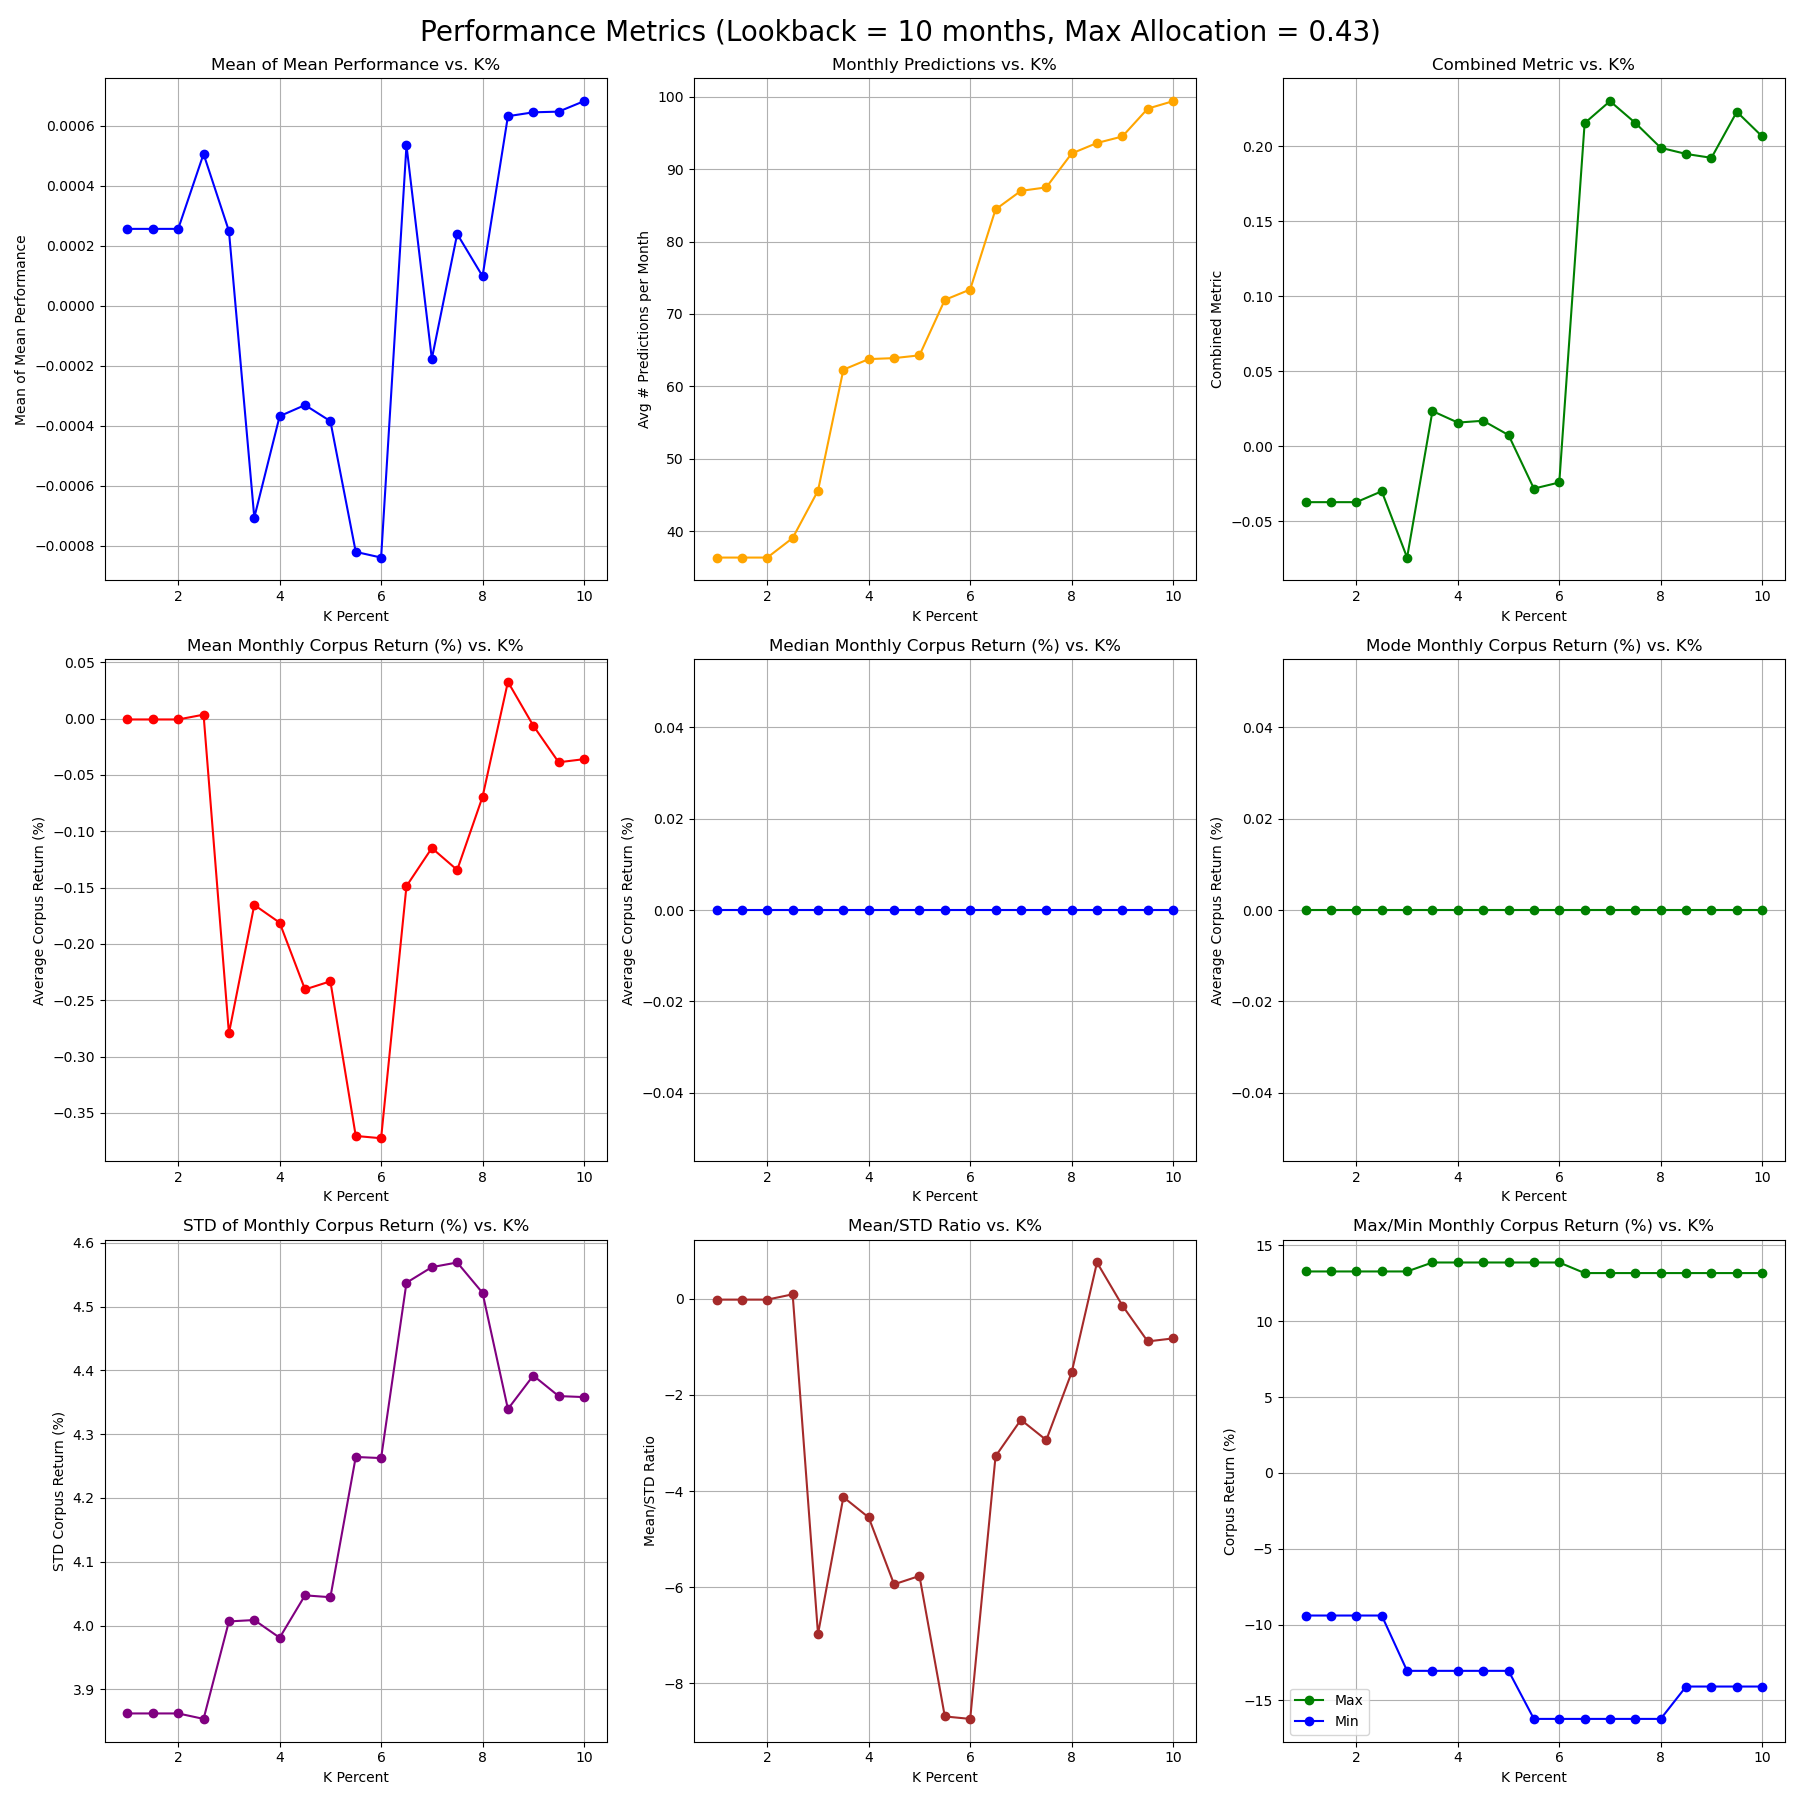 Performance Metrics (Lookback = 10 months, Max Allocation = 0.43)
Mean of Mean Performance vs. K%
Mean of Mean Performance
0.0006
0.0004
0.0002
0.0000
−0.0002
−0.0004
−0.0006
−0.0008
2 4 6 8 10
K Percent
Monthly Predictions vs. K%
Avg # Predictions per Month
100
90
80
70
60
50
40
2 4 6 8 10
K Percent
Combined Metric vs. K%
Combined Metric
0.20
0.15
0.10
0.05
0.00
−0.05
2 4 6 8 10
K Percent
Mean Monthly Corpus Return (%) vs. K%
Average Corpus Return (%)
0.05
0.00
−0.05
−0.10
−0.15
−0.20
−0.25
−0.30
−0.35
2 4 6 8 10
K Percent
Median Monthly Corpus Return (%) vs. K%
Average Corpus Return (%)
0.04
0.02
0.00
−0.02
−0.04
2 4 6 8 10
K Percent
Mode Monthly Corpus Return (%) vs. K%
Average Corpus Return (%)
0.04
0.02
0.00
−0.02
−0.04
2 4 6 8 10
K Percent
STD of Monthly Corpus Return (%) vs. K%
STD Corpus Return (%)
4.6
4.5
4.4
4.3
4.2
4.1
4.0
3.9
2 4 6 8 10
K Percent
Mean/STD Ratio vs. K%
Mean/STD Ratio
0
−2
−4
−6
−8
2 4 6 8 10
K Percent
Max/Min Monthly Corpus Return (%) vs. K%
Corpus Return (%)
15
10
5
0
−5
−10
−15
Max
Min
2 4 6 8 10
K Percent